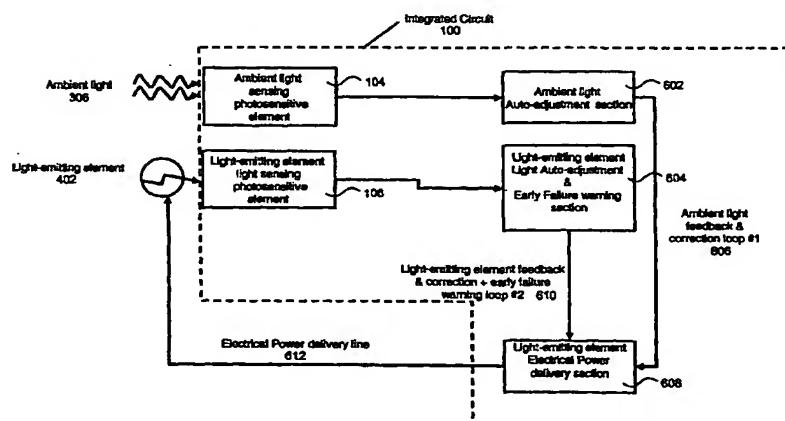 Integrated Circuit
100
Ambient light
306
Ambient light
sensing
photosensitive
element
104
Ambient light
Auto-adjustment section
602
Light-emitting element
402
Light-emitting element
light sensing
photosensitive
element
106
Light-emitting element
Light Auto-adjustment
&
Early Failure warning
section
604
Ambient light
feedback &
correction loop #1
606
Light-emitting element feedback
& correction + early failure
warning loop #2 610
Electrical Power delivery line
612
Light-emitting element
Electrical Power
delivery section
608